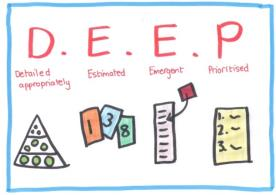 D. E. E. P
Detailed appropriately
Estimated
Emergent
Prioritised
1 3 8
1.
2.
3.